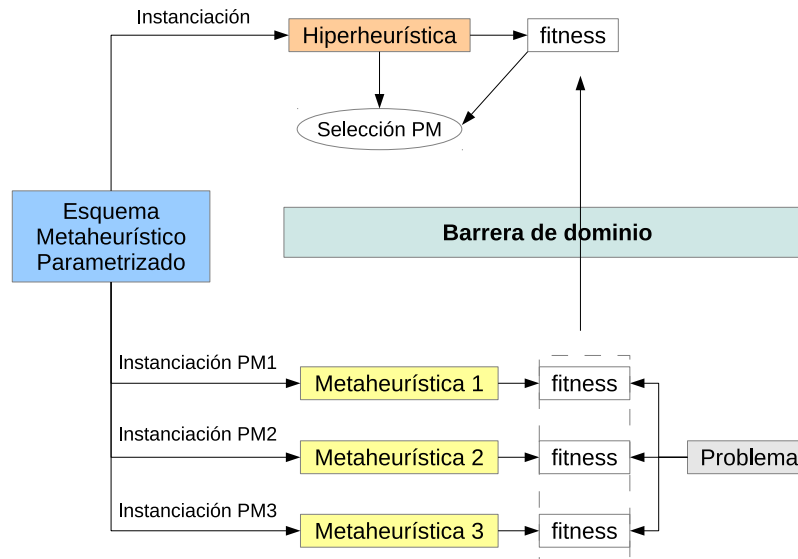 Instanciación
Hiperheurística
fitness
Selección PM
Esquema
Metaheurístico
Parametrizado
Barrera de dominio
Instanciación PM1
Metaheurística 1
fitness
Instanciación PM2
Metaheurística 2
fitness
Problema
Instanciación PM3
Metaheurística 3
fitness